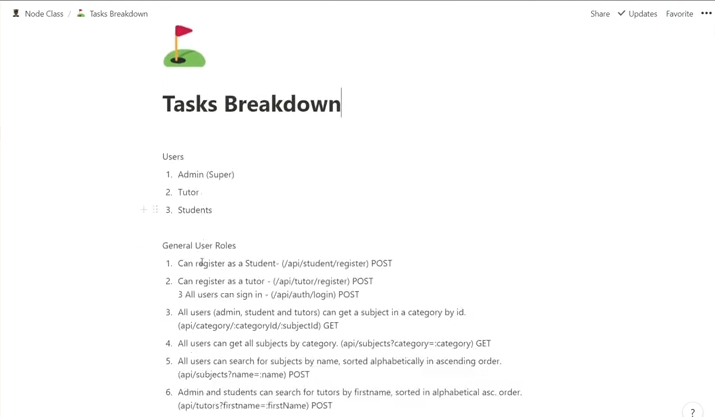 Node Class / Tasks Breakdown
Share Updates Favorite
Tasks Breakdown
Users
1. Admin (Super)
2. Tutor
3. Students
General User Roles
1. Can register as a Student- (/api/student/register) POST
2. Can register as a tutor - (/api/tutor/register) POST
3 All users can sign in - (/api/auth/login) POST
3. All users (admin, student and tutors) can get a subject in a category by id.
(api/category/:categoryId/:subjectId) GET
4. All users can get all subjects by category. (api/subjects?category=:category) GET
5. All users can search for subjects by name, sorted alphabetically in ascending order.
(api/subjects?name=:name) POST
6. Admin and students can search for tutors by firstname, sorted in alphabetical asc. order.
(api/tutors?firstname=:firstName) POST
?